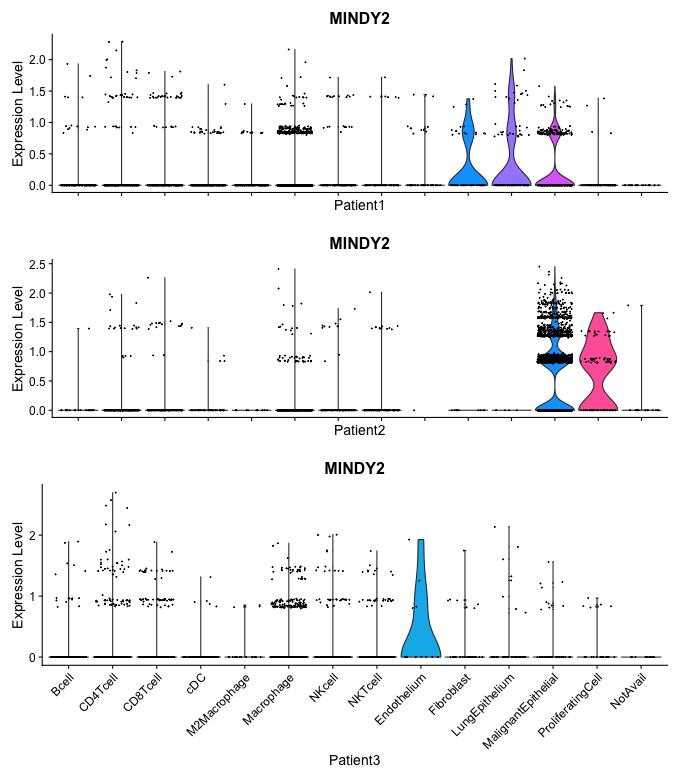 MINDY2
Expression Level
2.0
1.5
1.0
0.5
0.0
Patient1
MINDY2
Expression Level
2.5
2.0
1.5
1.0
0.5
0.0
Patient2
MINDY2
Expression Level
2
1
0
Bcell
CD4Tcell
CD8Tcell
cDC
M2Macrophage
Macrophage
NKcell
NKTcell
Endothelium
Fibroblast
LungEpithelium
MalignantEpithelial
ProliferatingCell
NotAvail
Patient3